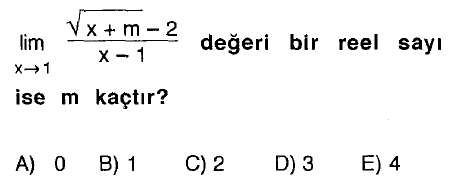 lim √x + m − 2 / x − 1 değeri bir reel sayı
x→1
ise m kaçtır?
A) 0 B) 1 C) 2 D) 3 E) 4